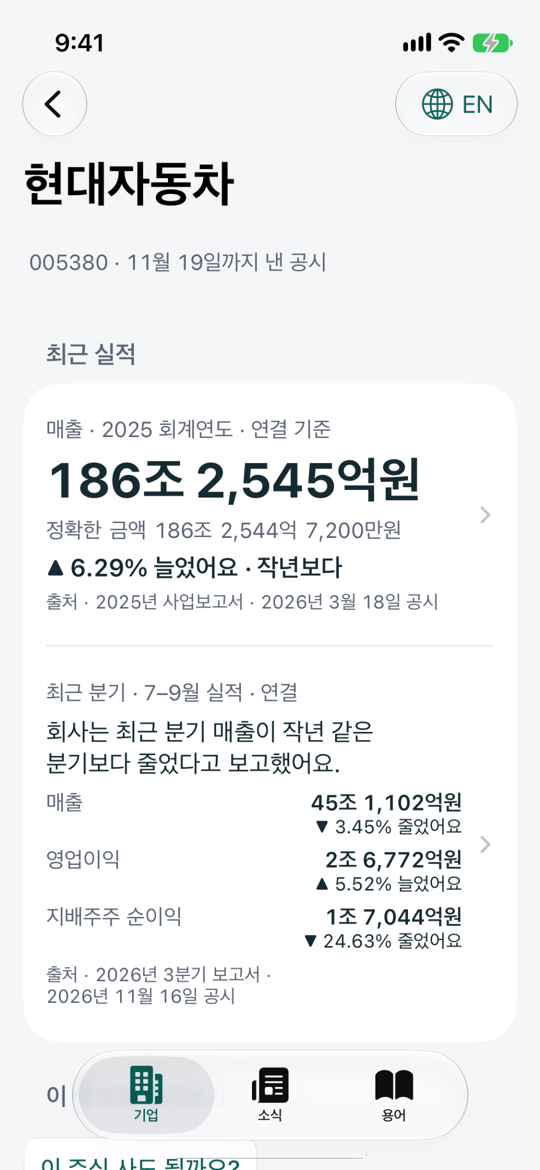 9:41
EN
현대자동차
005380 · 11월 19일까지 낸 공시
최근 실적
매출 · 2025 회계연도 · 연결 기준
186조 2,545억원
정확한 금액 186조 2,544억 7,200만원
▲ 6.29% 늘었어요 · 작년보다
출처 · 2025년 사업보고서 · 2026년 3월 18일 공시
최근 분기 · 7–9월 실적 · 연결
회사는 최근 분기 매출이 작년 같은
분기보다 줄었다고 보고했어요.
매출
45조 1,102억원
▼ 3.45% 줄었어요
영업이익
2조 6,772억원
▲ 5.52% 늘었어요
지배주주 순이익
1조 7,044억원
▼ 24.63% 줄었어요
출처 · 2026년 3분기 보고서 ·
2026년 11월 16일 공시
이
기업
소식
용어
이 주식 사도 될까요?